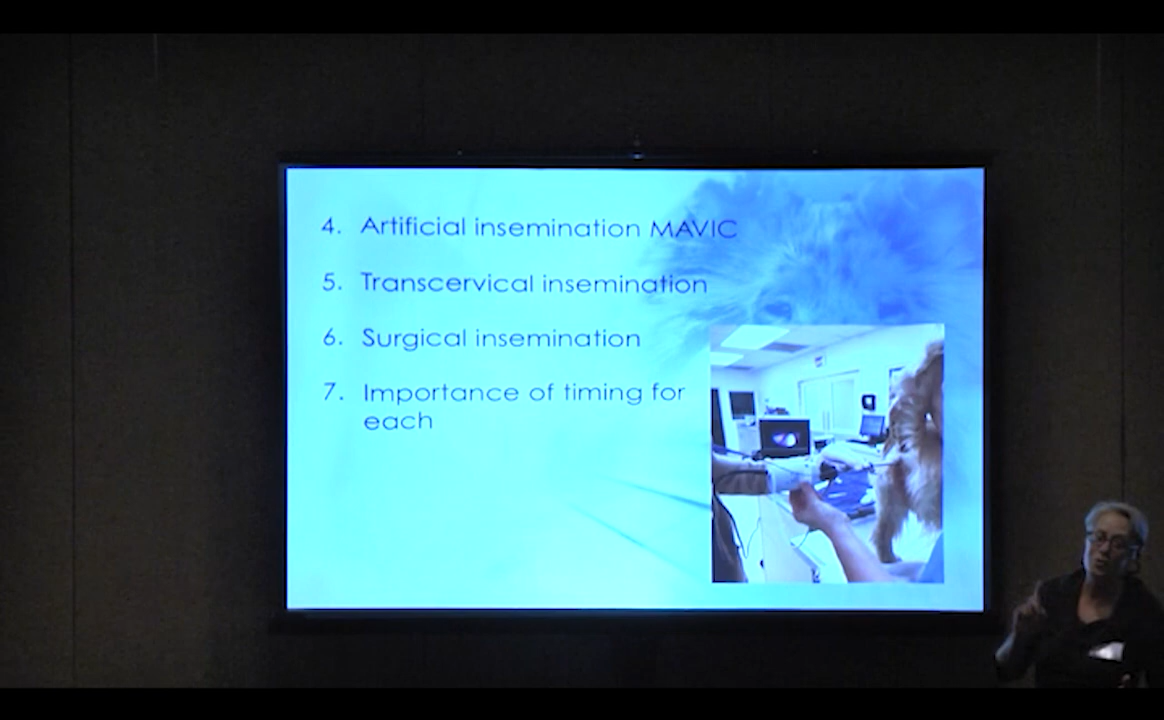 4. Artificial insemination MAVIC
5. Transcervical insemination
6. Surgical insemination
7. Importance of timing for
each